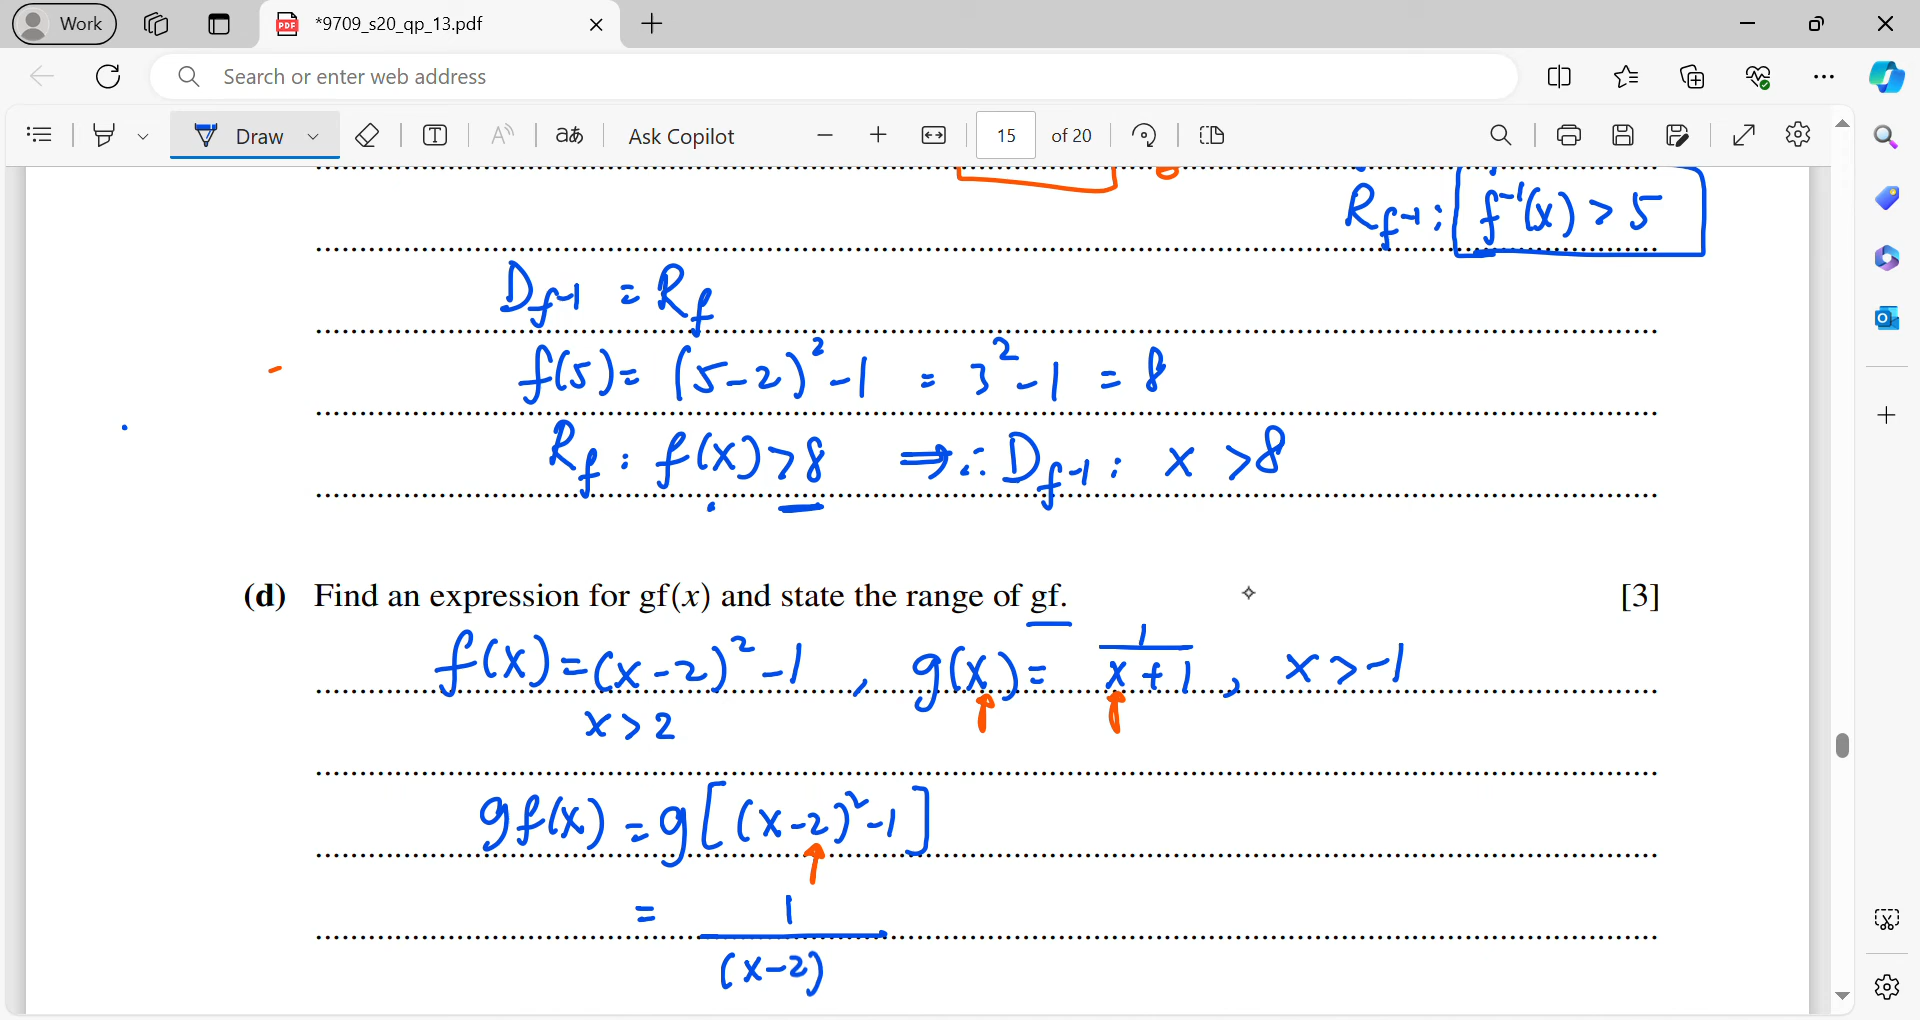 Work
*9709_s20_qp_13.pdf
Search or enter web address
Draw
aあ
Ask Copilot
15 of 20
R_{f^{-1}} : f^{-1}(x) > 5
D_{f^{-1}} = R_f
f(5) = (5-2)^2 - 1 = 3^2 - 1 = 8
R_f : f(x) > 8 ⇒ ∴ D_{f^{-1}} : x > 8
(d) Find an expression for gf(x) and state the range of gf. [3]
f(x) = (x-2)^2 - 1 , g(x) = 1/(x+1) , x > -1
x > 2
gf(x) = g[(x-2)^2 - 1]
= 1
(x-2)